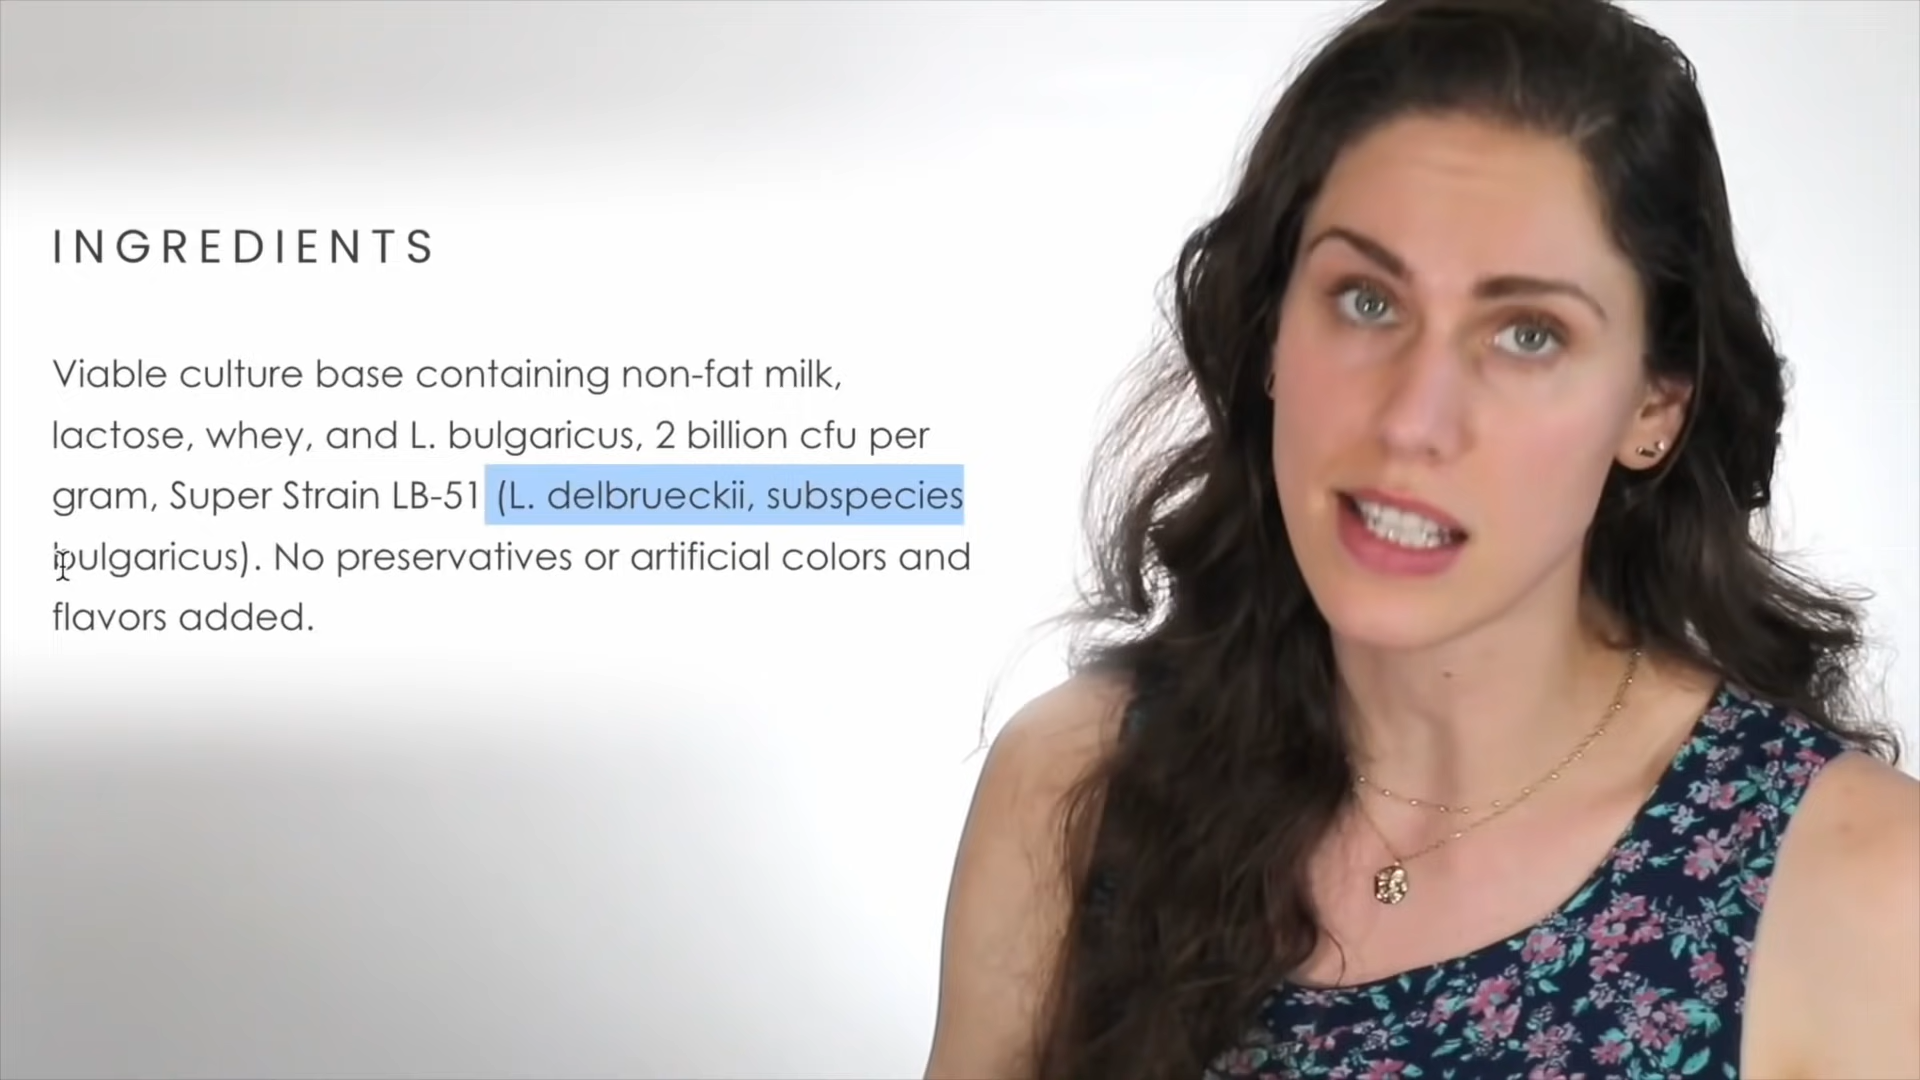 INGREDIENTS
Viable culture base containing non-fat milk,
lactose, whey, and L. bulgaricus, 2 billion cfu per
gram, Super Strain LB-51 (L. delbrueckii, subspecies
bulgaricus). No preservatives or artificial colors and
flavors added.